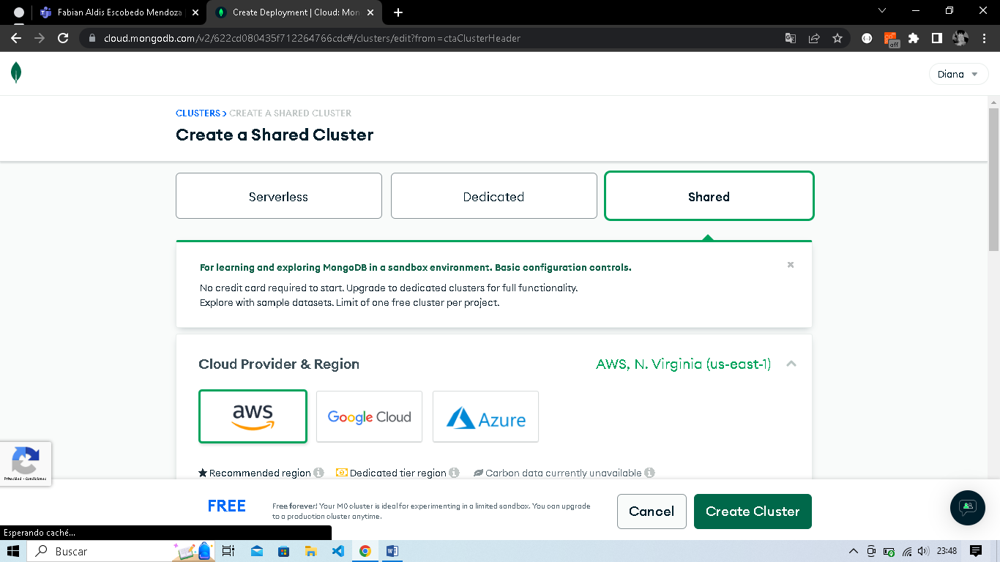 Fabian Aldis Escobedo Mendoza
Create Deployment | Cloud: Mon
cloud.mongodb.com/v2/622cd080435f712264766cdc#/clusters/edit?from=ctaClusterHeader
off
Diana
CLUSTERS > CREATE A SHARED CLUSTER
Create a Shared Cluster
Serverless
Dedicated
Shared
For learning and exploring MongoDB in a sandbox environment. Basic configuration controls.
No credit card required to start. Upgrade to dedicated clusters for full functionality.
Explore with sample datasets. Limit of one free cluster per project.
Cloud Provider & Region
AWS, N. Virginia (us-east-1)
aws
Google Cloud
Azure
Recommended region
Dedicated tier region
Carbon data currently unavailable
Privacidad - Condiciones
FREE
Free forever! Your M0 cluster is ideal for experimenting in a limited sandbox. You can upgrade
to a production cluster anytime.
Cancel
Create Cluster
Esperando caché...
Buscar
23:48